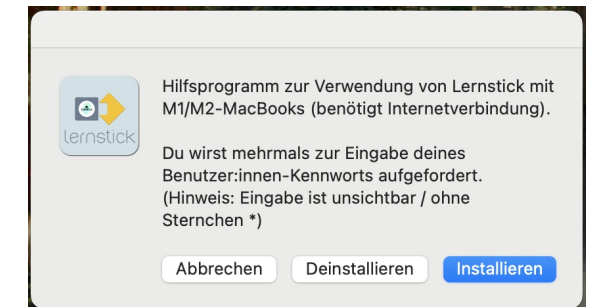 lernstick
Hilfsprogramm zur Verwendung von Lernstick mit
M1/M2-MacBooks (benötigt Internetverbindung).
Du wirst mehrmals zur Eingabe deines
Benutzer:innen-Kennworts aufgefordert.
(Hinweis: Eingabe ist unsichtbar / ohne
Sternchen *)
Abbrechen
Deinstallieren
Installieren